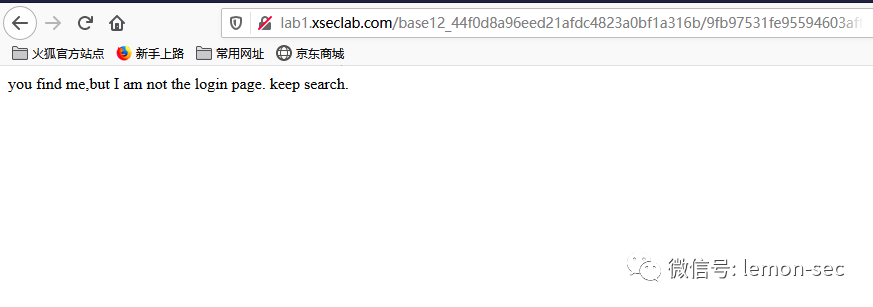 lab1.xseclab.com/base12_44f0d8a96eed21afdc4823a0bf1a316b/9fb97531fe95594603aff
火狐官方站点 新手上路 常用网址 京东商城
you find me,but I am not the login page. keep search.
微信号: lemon-sec